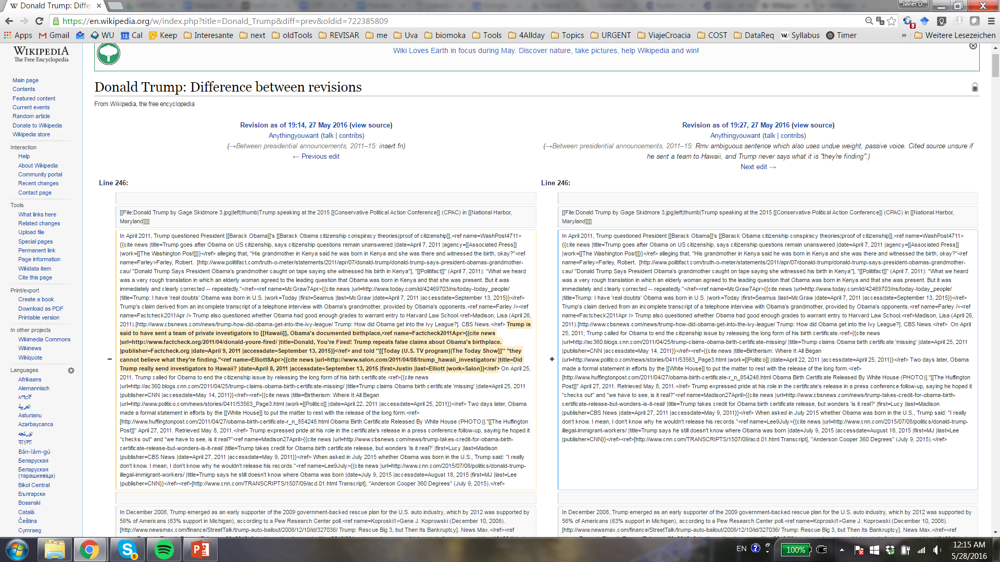 Donald Trump: Differ
Javier D.
https://en.wikipedia.org/w/index.php?title=Donald_Trump&diff=prev&oldid=722385809
5
Apps Gmail WU 13 Cal Keep Interesante next oldTools REVISAR me Uva biomoka Tools 4Allday Topics URGENT ViajeCroacia COST DataReq Syllabus Timer » Weitere Lesezeichen
WIKIPEDIA
The Free Encyclopedia
Main page
Contents
Featured content
Current events
Random article
Donate to Wikipedia
Wikipedia store
Interaction
Help
About Wikipedia
Community portal
Recent changes
Contact page
Tools
What links here
Related changes
Upload file
Special pages
Permanent link
Page information
Wikidata item
Cite this page
Print/export
Create a book
Download as PDF
Printable version
In other projects
Wikimedia Commons
Wikinews
Wikiquote
Languages
Afrikaans
Alemannisch
አማርኛ
العربية
Asturianu
Azərbaycanca
تۆرکجه
বাংলা
Bân-lâm-gú
Беларуская
Беларуская
(тарашкевіца)
Bikol Central
Български
Bosanski
Català
Čeština
Cymraeg
Wiki Loves Earth in focus during May. Discover nature, take pictures, help Wikipedia and win!
Donald Trump: Difference between revisions
From Wikipedia, the free encyclopedia
Revision as of 19:14, 27 May 2016 (view source)
Anythingyouwant (talk | contribs)
(→Between presidential announcements, 2011–15: insert fn)
← Previous edit
Line 246:
[[File:Donald Trump by Gage Skidmore 3.jpg|left|thumb|Trump speaking at the 2015 [[Conservative Political Action Conference]] (CPAC) in [[National Harbor,
Maryland]]]]
In April 2011, Trump questioned President [[Barack Obama]]'s [[Barack Obama citizenship conspiracy theories|proof of citizenship]],<ref name=WashPost4711>
{{cite news |title=Trump goes after Obama on US citizenship, says citizenship questions remain unanswered |date=April 7, 2011 |agency=[[Associated Press]]
|work=[[The Washington Post]]}}</ref> alleging that, "His grandmother in Kenya said he was born in Kenya and she was there and witnessed the birth, okay?"<ref
name=Farley>Farley, Robert. [http://www.politifact.com/truth-o-meter/statements/2011/apr/07/donald-trump/donald-trump-says-president-obamas-grandmother-
cau/ "Donald Trump Says President Obama's grandmother caught on tape saying she witnessed his birth in Kenya"], ''[[Politifact]]'' (April 7, 2011): "What we heard
was a very rough translation in which an elderly woman agreed to the leading question that Obama was born in Kenya and that she was present. But it was
immediately and clearly corrected -- repeatedly."</ref><ref name=McGraw7Apr>{{cite news |url=http://www.today.com/id/42469703/ns/today-today_people/
|title=Trump: I have 'real doubts' Obama was born in U.S. |work=Today |first=Seamus |last=McGraw |date=April 7, 2011 |accessdate=September 13, 2015}}</ref>
Trump's claim derived from an incomplete transcript of a telephone interview with Obama's grandmother, provided by Obama's opponents.<ref name=Farley /><ref
name=Factcheck2011Apr /> Trump also questioned whether Obama had good enough grades to warrant entry to Harvard Law School.<ref>Madison, Lisa (April 26,
2011).[http://www.cbsnews.com/news/trump-how-did-obama-get-into-the-ivy-league/ Trump: How did Obama get into the Ivy League?]. CBS News.</ref> Trump is
said to have sent a team of private investigators to [[Hawaii]], Obama's documented birthplace,<ref name=Factcheck2011Apr>{{cite news
|url=http://www.factcheck.org/2011/04/donald-youre-fired/ |title=Donald, You're Fired! Trump repeats false claims about Obama's birthplace.
|publisher=Factcheck.org |date=April 9, 2011 |accessdate=September 13, 2015}}</ref> and told ''[[Today (U.S. TV program)|The Today Show]]'' "they
− cannot believe what they're finding."<ref name=Elliott8Apr>{{cite news |url=http://www.salon.com/2011/04/08/trump_hawaii_investigators/ |title=Did
Trump really send investigators to Hawaii? |date=April 8, 2011 |accessdate=September 13, 2015 |first=Justin |last=Elliott |work=Salon}}</ref> On April 25,
2011, Trump called for Obama to end the citizenship issue by releasing the long form of his birth certificate.<ref>{{cite news
|url=http://ac360.blogs.cnn.com/2011/04/25/trump-claims-obama-birth-certificate-missing/ |title=Trump claims Obama birth certificate 'missing' |date=April 25, 2011
|publisher=CNN |accessdate=May 14, 2011}}</ref><ref>{{cite news |title=Birtherism: Where It All Began
|url=http://www.politico.com/news/stories/0411/53563_Page3.html |work=[[Politico]] |date=April 22, 2011 |accessdate=April 25, 2011}}</ref> Two days later, Obama
made a formal statement in efforts by the [[White House]] to put the matter to rest with the release of the long form.<ref>
[http://www.huffingtonpost.com/2011/04/27/obama-birth-certificate-r_n_854248.html Obama Birth Certificate Released By White House (PHOTO)].''[[The Huffington
Post]]'' April 27, 2011. Retrieved May 8, 2011.</ref> Trump expressed pride at his role in the certificate's release in a press conference follow-up, saying he hoped it
"checks out" and "we have to see, is it real?"<ref name=Madison27April>{{cite news |url=http://www.cbsnews.com/news/trump-takes-credit-for-obama-birth-
certificate-release-but-wonders-is-it-real/ |title=Trump takes credit for Obama birth certificate release, but wonders 'is it real?' |first=Lucy |last=Madison
|publisher=CBS News |date=April 27, 2011 |accessdate=May 9, 2011}}</ref> When asked in July 2015 whether Obama was born in the U.S., Trump said: "I really
don't know. I mean, I don't know why he wouldn't release his records."<ref name=Lee9July>{{cite news |url=http://www.cnn.com/2015/07/08/politics/donald-trump-
illegal-immigrant-workers/ |title=Trump says he still doesn't know where Obama was born |date=July 9, 2015 |accessdate=August 18, 2015 |first=MJ |last=Lee
|publisher=CNN}}</ref><ref>[http://www.cnn.com/TRANSCRIPTS/1507/09/acd.01.html Transcript], "Anderson Cooper 360 Degrees" (July 9, 2015).</ref>
In December 2008, Trump emerged as an early supporter of the 2009 government-backed rescue plan for the U.S. auto industry, which by 2012 was supported by
56% of Americans (63% support in Michigan), according to a Pew Research Center poll.<ref name=Koproski1>Gene J. Koprowski (December 10, 2008).
[http://www.newsmax.com/finance/StreetTalk/trump-auto-bailout/2008/12/10/id/327036/ Trump: Rescue Big 3, but Then Its Bankruptcy]. News Max.</ref><ref
Revision as of 19:27, 27 May 2016 (view source)
Anythingyouwant (talk | contribs)
(→Between presidential announcements, 2011–15: Rmv ambiguous sentence which also uses undue weight, passive voice. Cited source unsure if
he sent a team to Hawaii, and Trump never says what it is "they're finding".)
Next edit →
Line 246:
[[File:Donald Trump by Gage Skidmore 3.jpg|left|thumb|Trump speaking at the 2015 [[Conservative Political Action Conference]] (CPAC) in [[National Harbor,
Maryland]]]]
In April 2011, Trump questioned President [[Barack Obama]]'s [[Barack Obama citizenship conspiracy theories|proof of citizenship]],<ref name=WashPost4711>
{{cite news |title=Trump goes after Obama on US citizenship, says citizenship questions remain unanswered |date=April 7, 2011 |agency=[[Associated Press]]
|work=[[The Washington Post]]}}</ref> alleging that, "His grandmother in Kenya said he was born in Kenya and she was there and witnessed the birth, okay?"<ref
name=Farley>Farley, Robert. [http://www.politifact.com/truth-o-meter/statements/2011/apr/07/donald-trump/donald-trump-says-president-obamas-grandmother-
cau/ "Donald Trump Says President Obama's grandmother caught on tape saying she witnessed his birth in Kenya"], ''[[Politifact]]'' (April 7, 2011): "What we heard
was a very rough translation in which an elderly woman agreed to the leading question that Obama was born in Kenya and that she was present. But it was
immediately and clearly corrected -- repeatedly."</ref><ref name=McGraw7Apr>{{cite news |url=http://www.today.com/id/42469703/ns/today-today_people/
|title=Trump: I have 'real doubts' Obama was born in U.S. |work=Today |first=Seamus |last=McGraw |date=April 7, 2011 |accessdate=September 13, 2015}}</ref>
Trump's claim derived from an incomplete transcript of a telephone interview with Obama's grandmother, provided by Obama's opponents.<ref name=Farley /><ref
name=Factcheck2011Apr /> Trump also questioned whether Obama had good enough grades to warrant entry to Harvard Law School.<ref>Madison, Lisa (April 26,
2011).[http://www.cbsnews.com/news/trump-how-did-obama-get-into-the-ivy-league/ Trump: How did Obama get into the Ivy League?]. CBS News.</ref> On April
25, 2011, Trump called for Obama to end the citizenship issue by releasing the long form of his birth certificate.<ref>{{cite news
|url=http://ac360.blogs.cnn.com/2011/04/25/trump-claims-obama-birth-certificate-missing/ |title=Trump claims Obama birth certificate 'missing' |date=April 25, 2011
|publisher=CNN |accessdate=May 14, 2011}}</ref><ref>{{cite news |title=Birtherism: Where It All Began
+ |url=http://www.politico.com/news/stories/0411/53563_Page3.html |work=[[Politico]] |date=April 22, 2011 |accessdate=April 25, 2011}}</ref> Two days later, Obama
made a formal statement in efforts by the [[White House]] to put the matter to rest with the release of the long form.<ref>
[http://www.huffingtonpost.com/2011/04/27/obama-birth-certificate-r_n_854248.html Obama Birth Certificate Released By White House (PHOTO)].''[[The Huffington
Post]]'' April 27, 2011. Retrieved May 8, 2011.</ref> Trump expressed pride at his role in the certificate's release in a press conference follow-up, saying he hoped it
"checks out" and "we have to see, is it real?"<ref name=Madison27April>{{cite news |url=http://www.cbsnews.com/news/trump-takes-credit-for-obama-birth-
certificate-release-but-wonders-is-it-real/ |title=Trump takes credit for Obama birth certificate release, but wonders 'is it real?' |first=Lucy |last=Madison
|publisher=CBS News |date=April 27, 2011 |accessdate=May 9, 2011}}</ref> When asked in July 2015 whether Obama was born in the U.S., Trump said: "I really
don't know. I mean, I don't know why he wouldn't release his records."<ref name=Lee9July>{{cite news |url=http://www.cnn.com/2015/07/08/politics/donald-trump-
illegal-immigrant-workers/ |title=Trump says he still doesn't know where Obama was born |date=July 9, 2015 |accessdate=August 18, 2015 |first=MJ |last=Lee
|publisher=CNN}}</ref><ref>[http://www.cnn.com/TRANSCRIPTS/1507/09/acd.01.html Transcript], "Anderson Cooper 360 Degrees" (July 9, 2015).</ref>
In December 2008, Trump emerged as an early supporter of the 2009 government-backed rescue plan for the U.S. auto industry, which by 2012 was supported by
56% of Americans (63% support in Michigan), according to a Pew Research Center poll.<ref name=Koproski1>Gene J. Koprowski (December 10, 2008).
[http://www.newsmax.com/finance/StreetTalk/trump-auto-bailout/2008/12/10/id/327036/ Trump: Rescue Big 3, but Then Its Bankruptcy]. News Max.</ref><ref
5
EN
100%
12:15 AM
5/28/2016